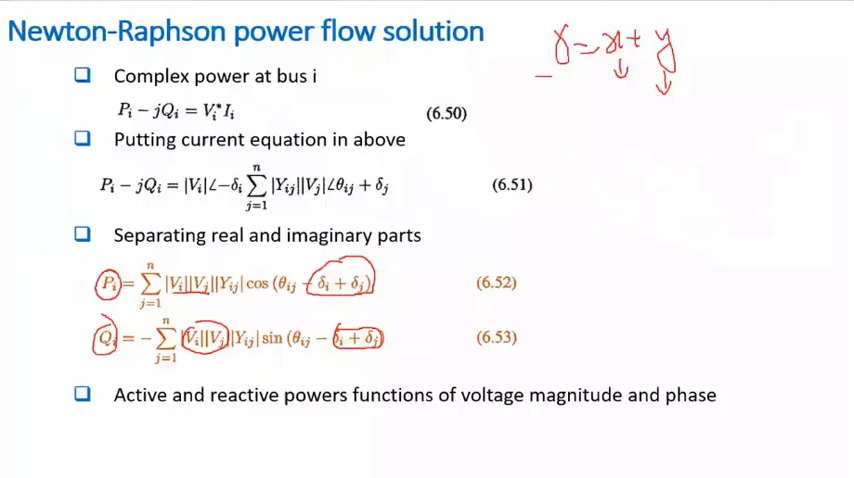 Newton-Raphson power flow solution
γ = x + y
Complex power at bus i
Pᵢ − jQᵢ = Vᵢ* Iᵢ (6.50)
Putting current equation in above
Pᵢ − jQᵢ = |Vᵢ|∠−δᵢ ∑ⁿⱼ₌₁ |Yᵢⱼ||Vⱼ|∠θᵢⱼ + δⱼ (6.51)
Separating real and imaginary parts
Pᵢ = ∑ⁿⱼ₌₁ |Vᵢ||Vⱼ||Yᵢⱼ| cos (θᵢⱼ − δᵢ + δⱼ) (6.52)
Qᵢ = − ∑ⁿⱼ₌₁ |Vᵢ||Vⱼ||Yᵢⱼ| sin (θᵢⱼ − δᵢ + δⱼ) (6.53)
Active and reactive powers functions of voltage magnitude and phase